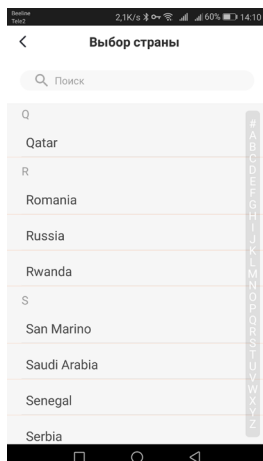 Beeline
Tele2
2,1K/s 60% 14:10
Выбор страны
Поиск
Q
Qatar
R
Romania
Russia
Rwanda
S
San Marino
Saudi Arabia
Senegal
Serbia
#
A
B
C
D
E
F
G
H
I
J
K
L
M
N
O
P
Q
R
S
T
U
V
W
X
Y
Z